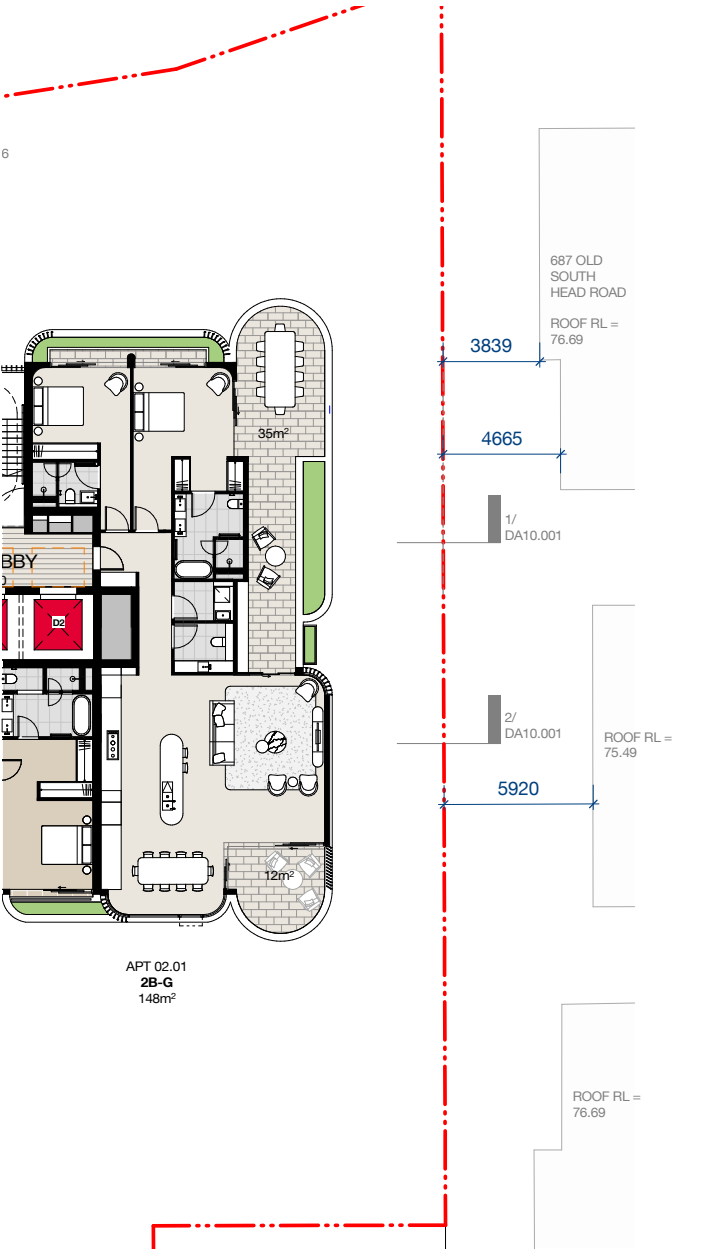 6
687 OLD
SOUTH
HEAD ROAD
ROOF RL =
76.69
3839
35m²
4665
1/
DA10.001
BBY
0
D2
2/
DA10.001
ROOF RL =
75.49
5920
12m²
APT 02.01
2B-G
148m²
ROOF RL =
76.69